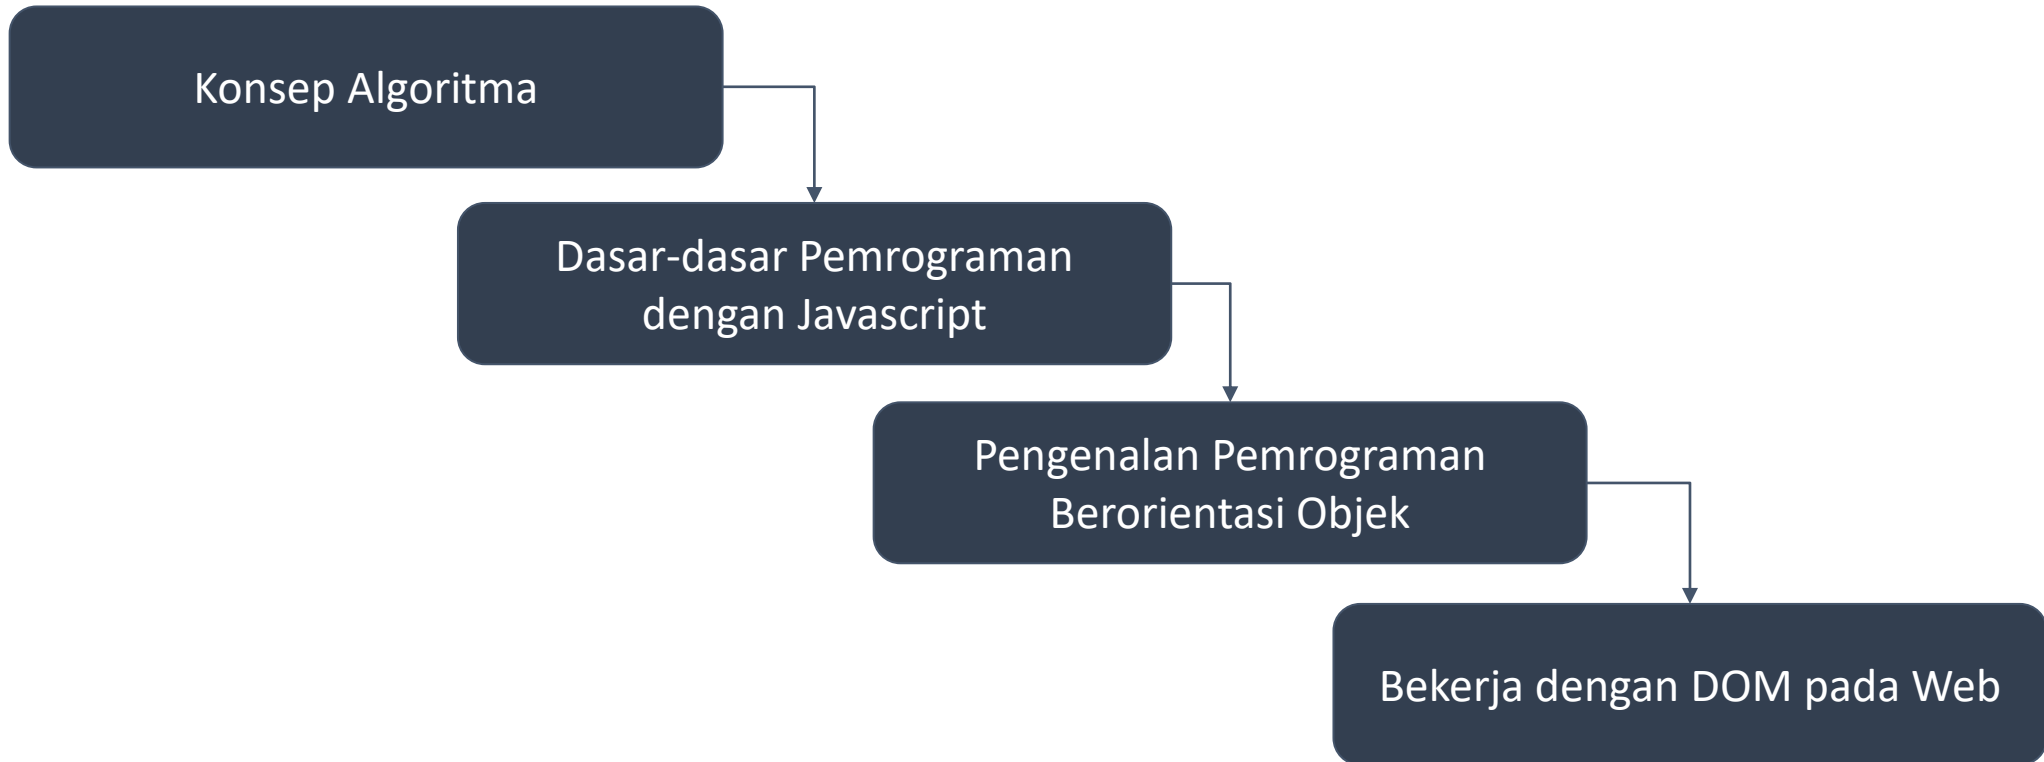 Konsep Algoritma
Dasar-dasar Pemrograman
dengan Javascript
Pengenalan Pemrograman
Berorientasi Objek
Bekerja dengan DOM pada Web